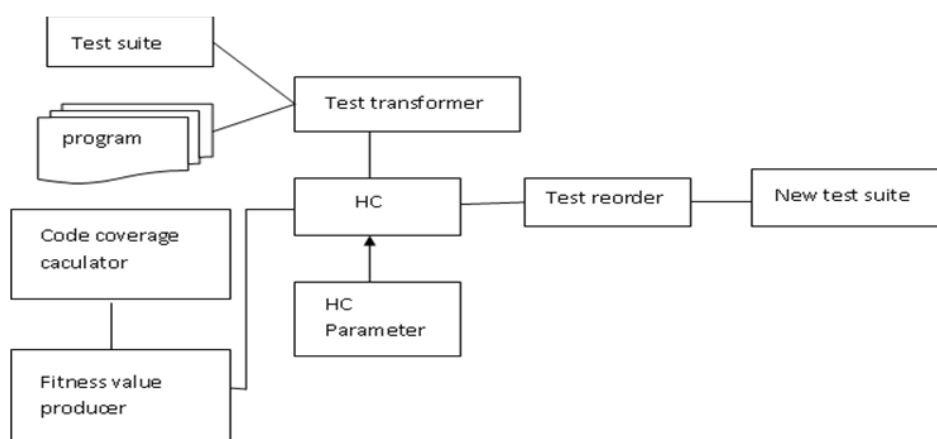 Test suite
Test transformer
program
HC
Test reorder
New test suite
Code coverage
caculator
HC
Parameter
Fitness value
producer